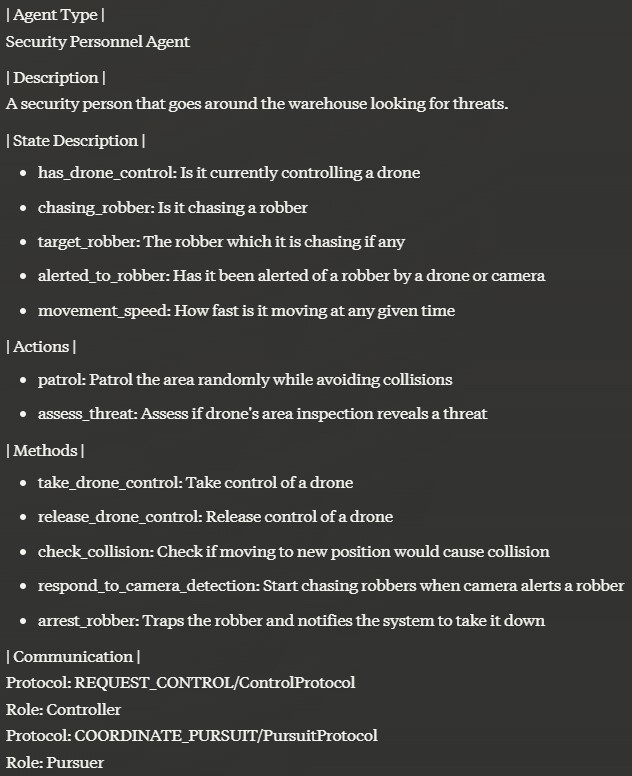 | Agent Type |
Security Personnel Agent
| Description |
A security person that goes around the warehouse looking for threats.
| State Description |
• has_drone_control: Is it currently controlling a drone
• chasing_robber: Is it chasing a robber
• target_robber: The robber which it is chasing if any
• alerted_to_robber: Has it been alerted of a robber by a drone or camera
• movement_speed: How fast is it moving at any given time
| Actions |
• patrol: Patrol the area randomly while avoiding collisions
• assess_threat: Assess if drone's area inspection reveals a threat
| Methods |
• take_drone_control: Take control of a drone
• release_drone_control: Release control of a drone
• check_collision: Check if moving to new position would cause collision
• respond_to_camera_detection: Start chasing robbers when camera alerts a robber
• arrest_robber: Traps the robber and notifies the system to take it down
| Communication |
Protocol: REQUEST_CONTROL/ControlProtocol
Role: Controller
Protocol: COORDINATE_PURSUIT/PursuitProtocol
Role: Pursuer